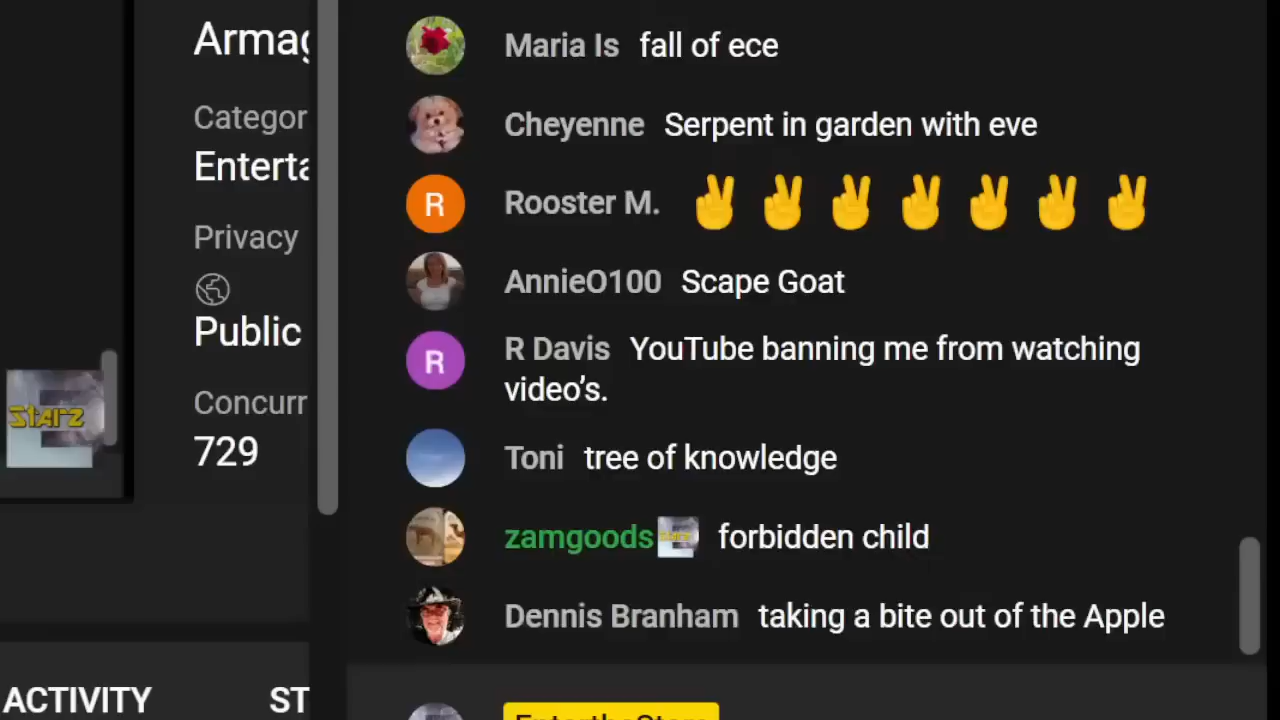 Armag
Categor
Enterta
Privacy
Public
Concurr
729
Starz
ACTIVITY
ST
Maria Is fall of ece
Cheyenne Serpent in garden with eve
R
Rooster M. ✌✌✌✌✌✌✌
AnnieO100 Scape Goat
R
R Davis YouTube banning me from watching
video’s.
Toni tree of knowledge
zamgoods forbidden child
Dennis Branham taking a bite out of the Apple